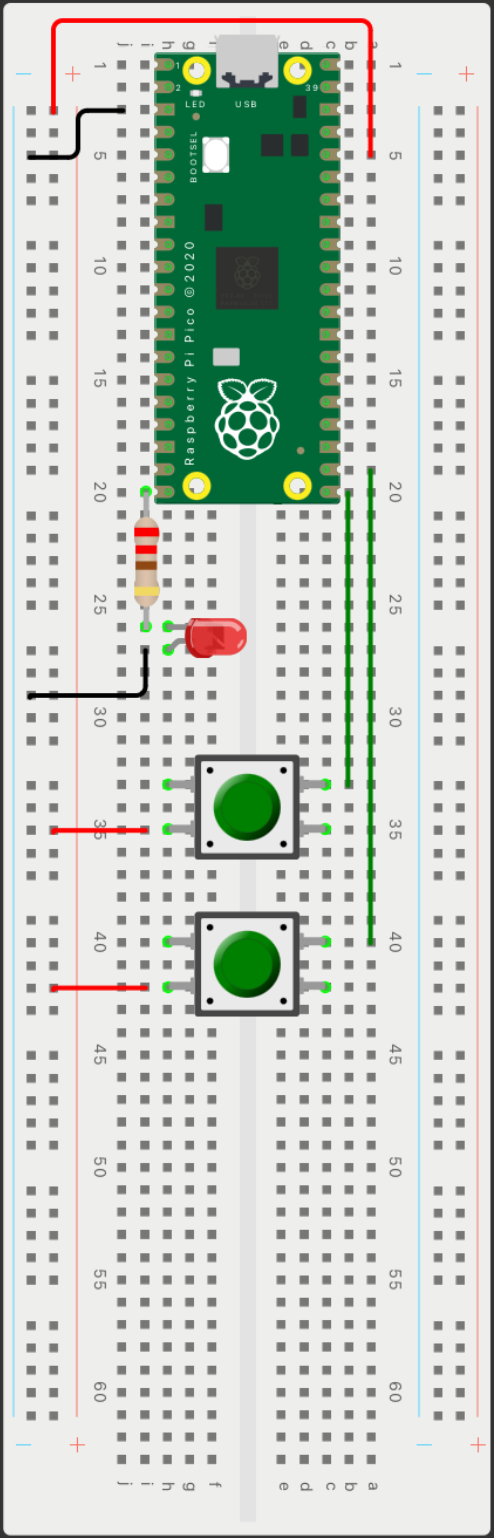 j i h g f e d c b a
− + − +
1 1 1
2 39
LED USB
BOOTSEL
5 5
10 10
Raspberry Pi Pico © 2020
15 15
20 20
25 25
30 30
35 35
40 40
45 45
50 50
55 55
60 60
− + − +
j i h g f e d c b a